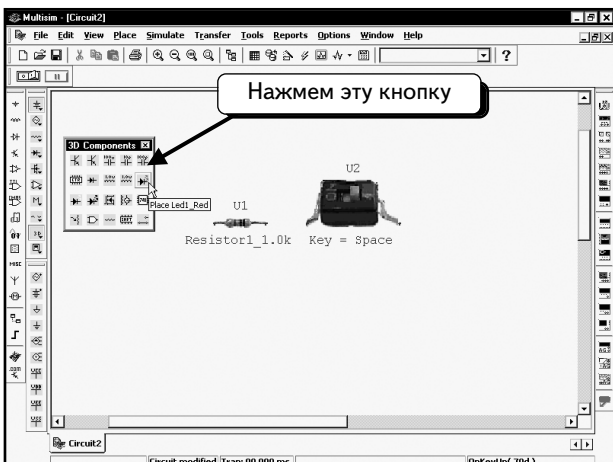 Multisim - [Circuit2]
File Edit View Place Simulate Transfer Tools Reports Options Window Help
Нажмем эту кнопку
3D Components
Place Led1_Red
U1
U2
Resistor1_1.0k
Key = Space
MISC
Circuit2
Circuit modified